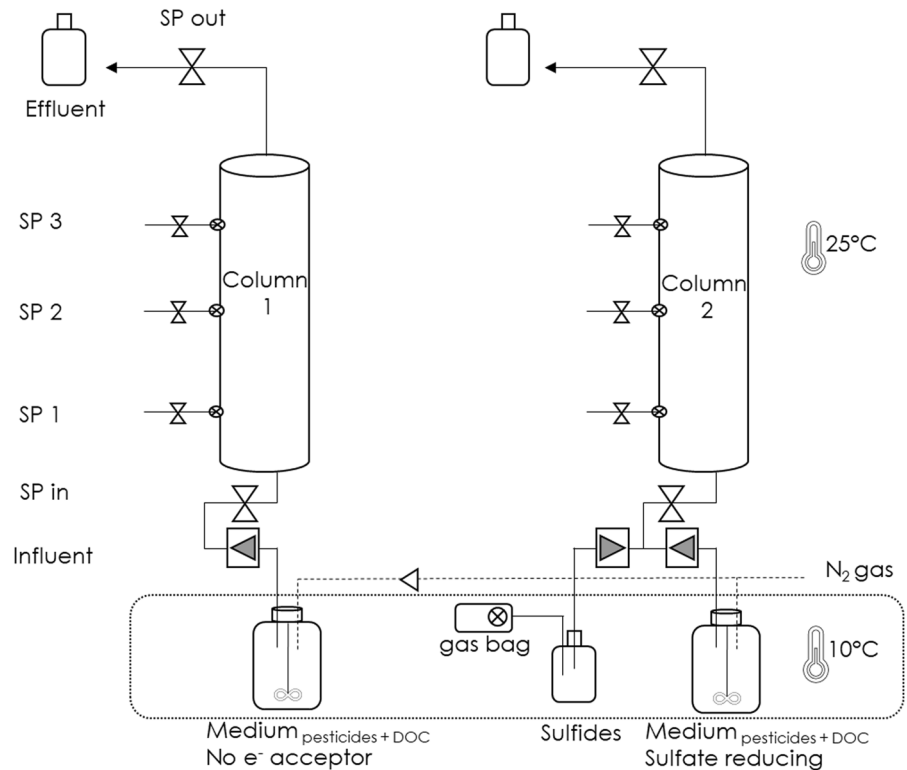 SP out
Effluent
SP 3
Column
1
Column
2
25°C
SP 2
SP 1
SP in
Influent
N₂ gas
gas bag
10°C
Medium pesticides + DOC
No e⁻ acceptor
Sulfides
Medium pesticides + DOC
Sulfate reducing